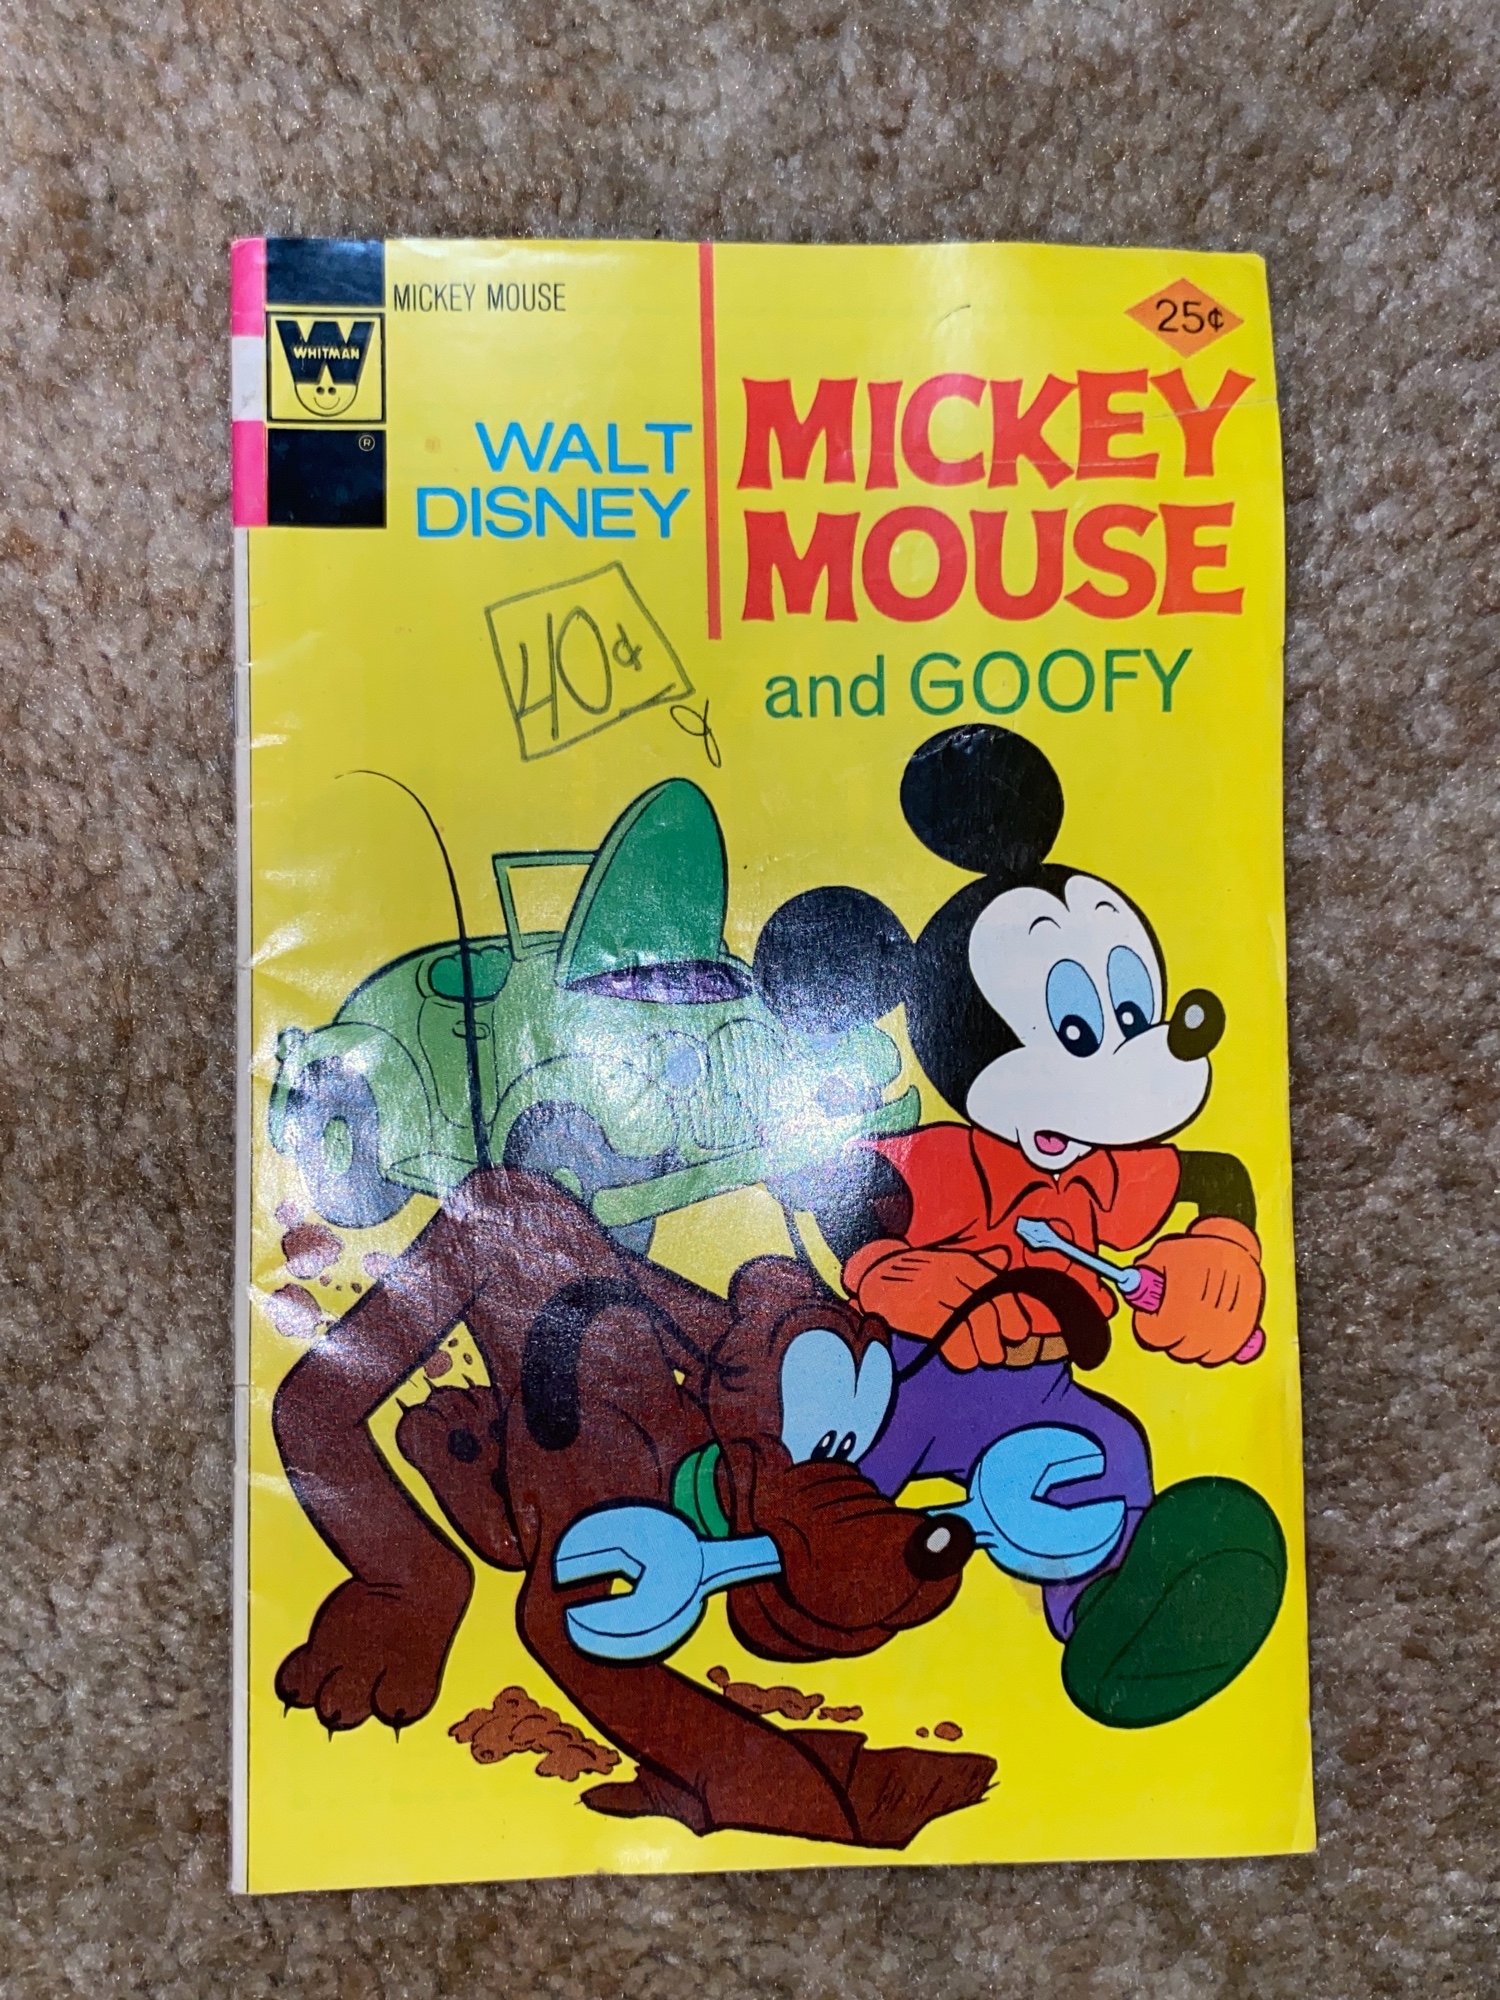 MICKEY MOUSE
WHITMAN
®
25¢
WALT
DISNEY
MICKEY
MOUSE
and GOOFY
40¢